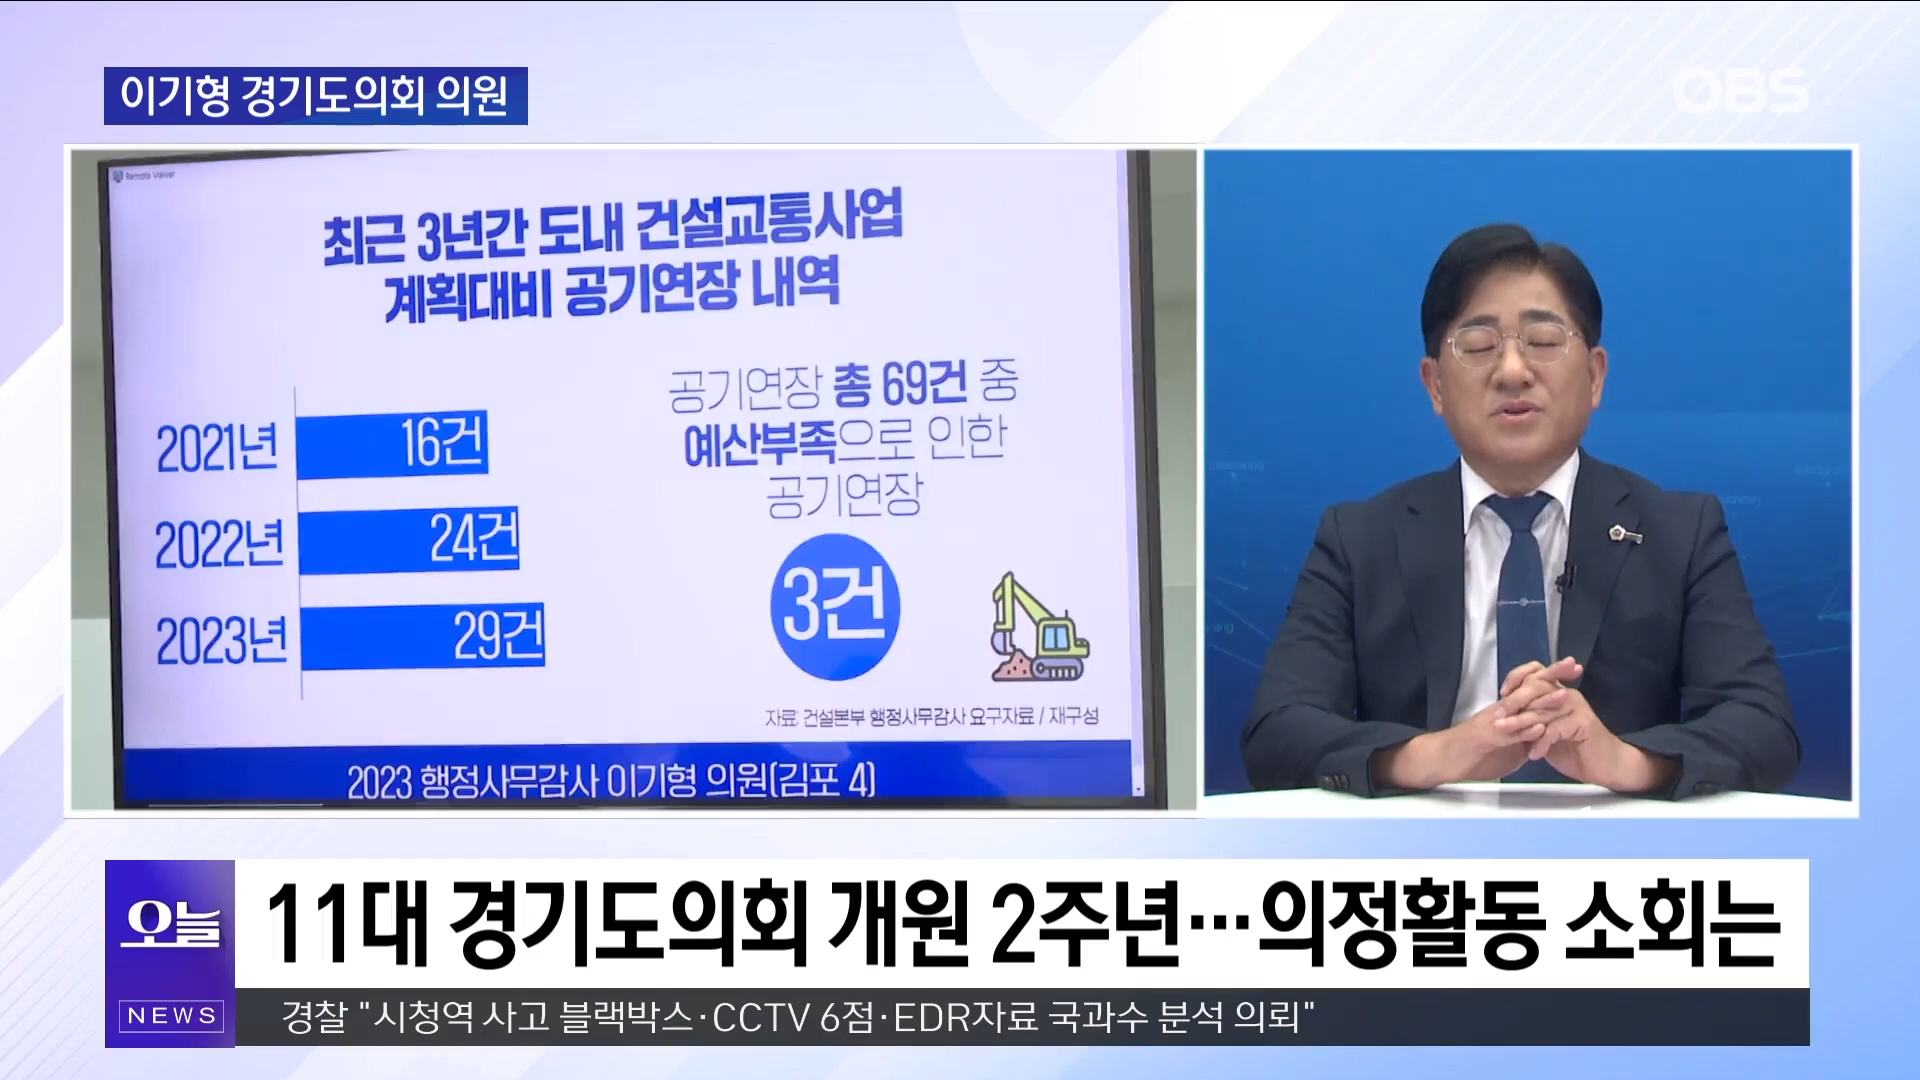 이기형 경기도의회 의원
OBS
Remote Viewer
최근 3년간 도내 건설교통사업
계획대비 공기연장 내역
2021년 16건
2022년 24건
2023년 29건
공기연장 총 69건 중
예산부족으로 인한
공기연장
3건
자료: 건설본부 행정사무감사 요구자료 / 재구성
2023 행정사무감사 이기형 의원(김포 4)
오늘
NEWS
11대 경기도의회 개원 2주년…의정활동 소회는
경찰 "시청역 사고 블랙박스·CCTV 6점·EDR자료 국과수 분석 의뢰"